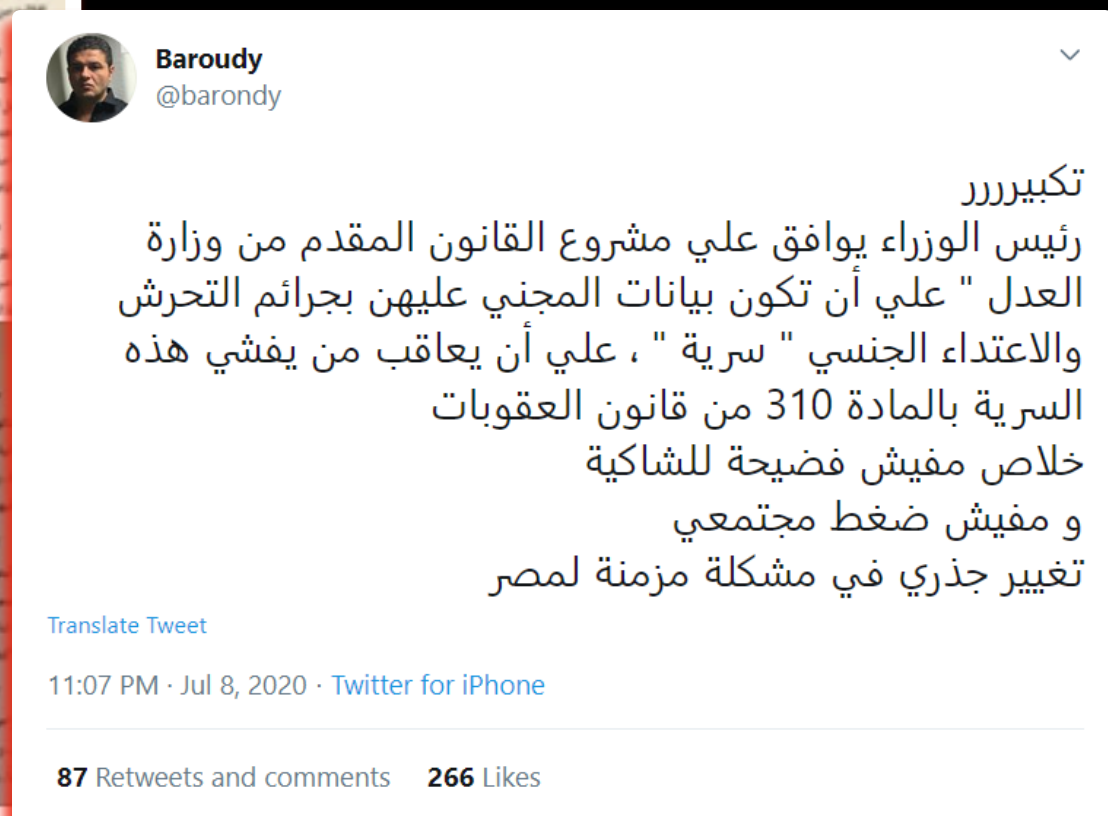 Baroudy
@barondy
تكبيرررر
رئيس الوزراء يوافق علي مشروع القانون المقدم من وزارة
العدل " علي أن تكون بيانات المجني عليهن بجرائم التحرش
والاعتداء الجنسي " سرية " ، علي أن يعاقب من يفشي هذه
السرية بالمادة 310 من قانون العقوبات
خلاص مفيش فضيحة للشاكية
و مفيش ضغط مجتمعي
تغيير جذري في مشكلة مزمنة لمصر
Translate Tweet
11:07 PM · Jul 8, 2020 · Twitter for iPhone
87 Retweets and comments 266 Likes